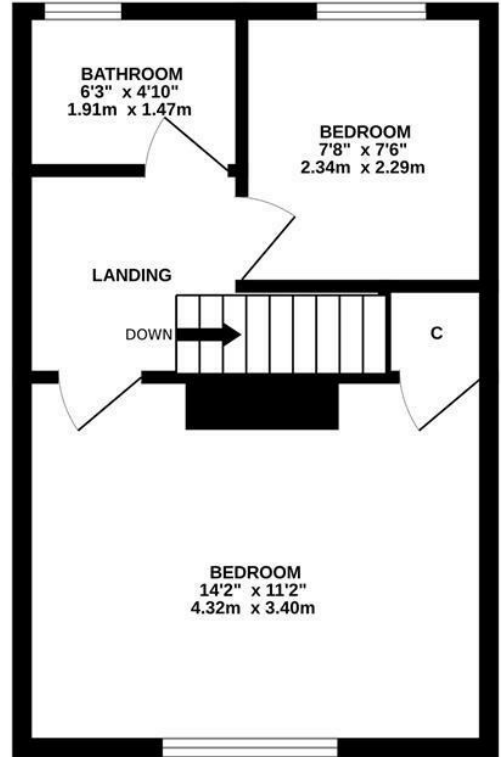 BATHROOM
6'3" x 4'10"
1.91m x 1.47m
BEDROOM
7'8" x 7'6"
2.34m x 2.29m
LANDING
DOWN
C
BEDROOM
14'2" x 11'2"
4.32m x 3.40m